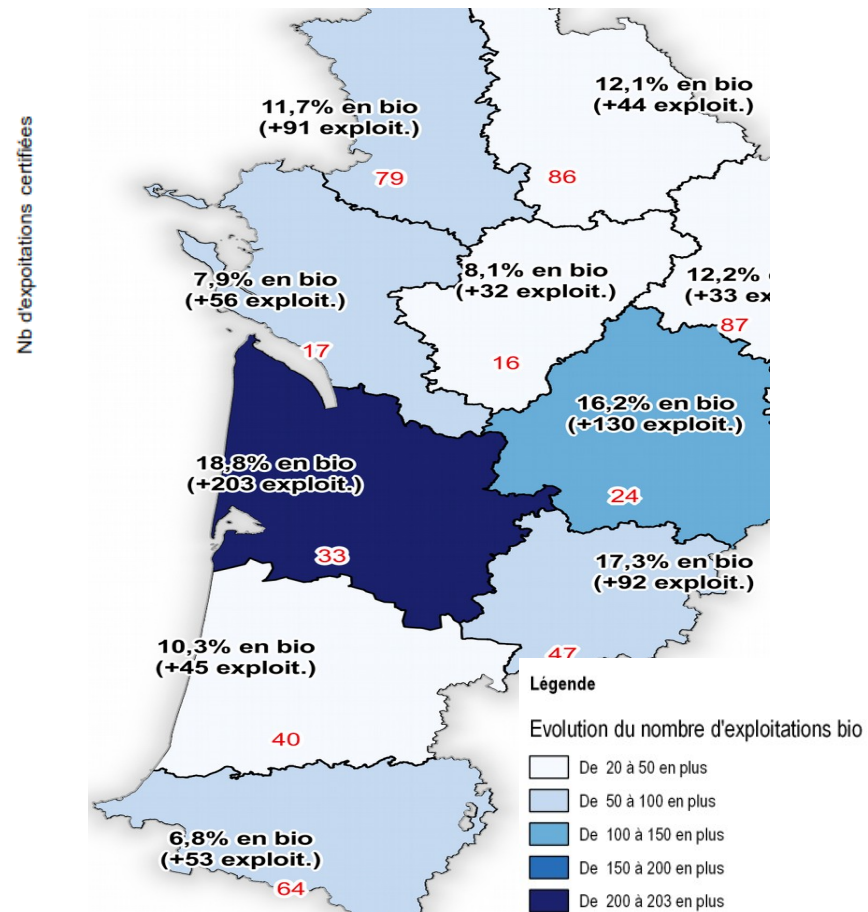 Nb d'expoitations certifiées
12,1% en bio
(+44 exploit.)
11,7% en bio
(+91 exploit.)
79
86
7,9% en bio
(+56 exploit.)
8,1% en bio
(+32 exploit.)
12,2%
(+33 ex
17
16
87
16,2% en bio
(+130 exploit.)
18,8% en bio
(+203 exploit.)
24
33
17,3% en bio
(+92 exploit.)
10,3% en bio
(+45 exploit.)
47
40
6,8% en bio
(+53 exploit.)
64
Légende
Evolution du nombre d'exploitations bio
De 20 à 50 en plus
De 50 à 100 en plus
De 100 à 150 en plus
De 150 à 200 en plus
De 200 à 203 en plus